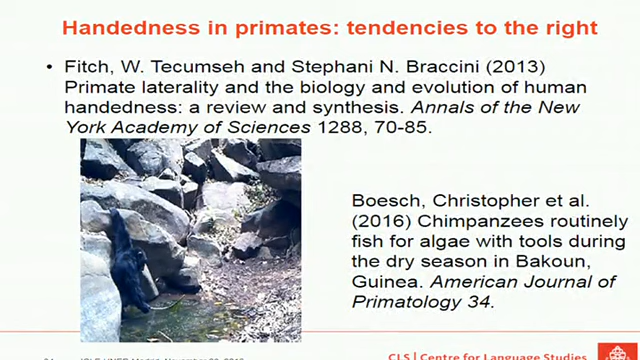 Handedness in primates: tendencies to the right
• Fitch, W. Tecumseh and Stephani N. Braccini (2013)
Primate laterality and the biology and evolution of human
handedness: a review and synthesis. Annals of the New
York Academy of Sciences 1288, 70-85.
Boesch, Christopher et al.
(2016) Chimpanzees routinely
fish for algae with tools during
the dry season in Bakoun,
Guinea. American Journal of
Primatology 34.
CLS | Centre for Language Studies